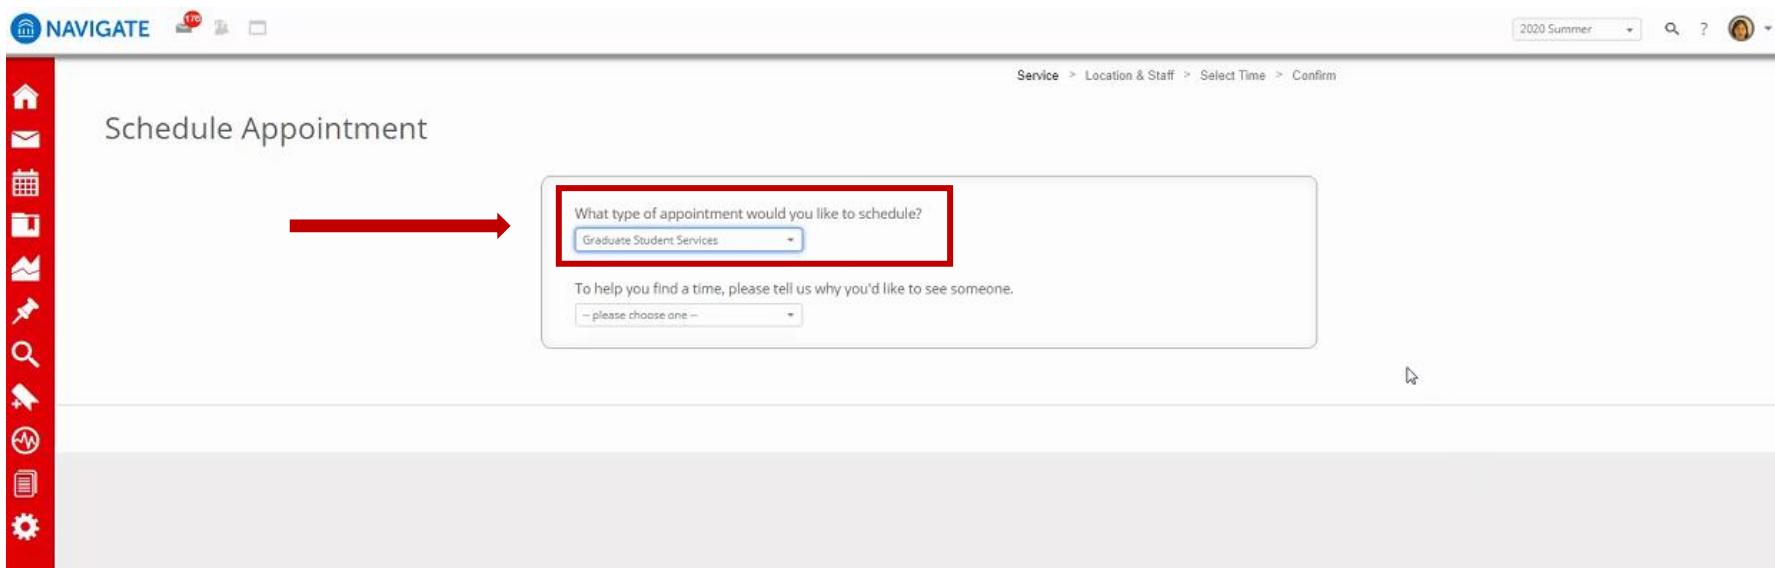 NAVIGATE
176
2020 Summer
?
Service > Location & Staff > Select Time > Confirm
Schedule Appointment
What type of appointment would you like to schedule?
Graduate Student Services
To help you find a time, please tell us why you'd like to see someone.
-- please choose one --